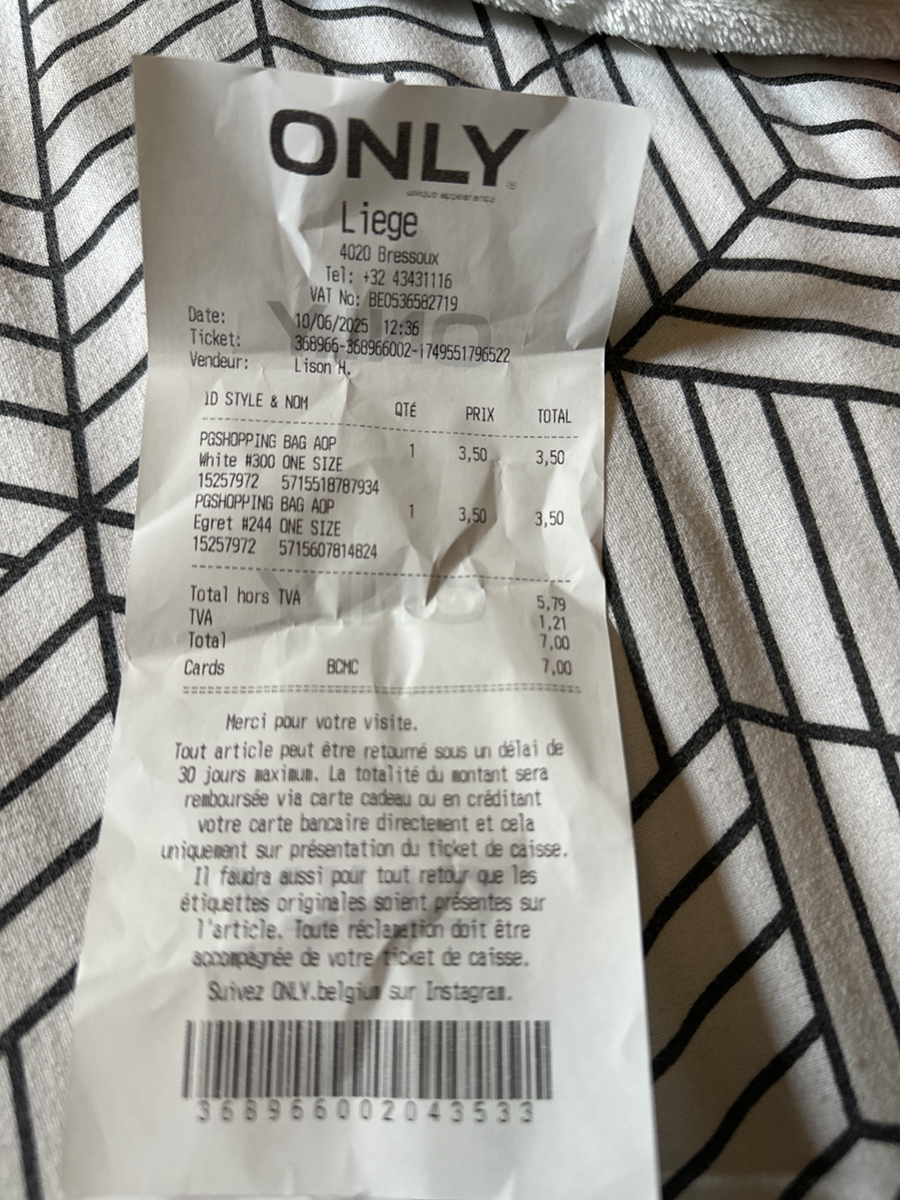 ONLY
unique appearance
Liege
4020 Bressoux
Tel: +32 43431116
VAT No: BE0536582719
Date: 10/06/2025 12:36
Ticket: 368966-368966002-1749551796522
Vendeur: Lison H.
ID STYLE & NOM QTÉ PRIX TOTAL
PGSHOPPING BAG AOP 1 3,50 3,50
White #300 ONE SIZE
15257972 5715518787934
PGSHOPPING BAG AOP 1 3,50 3,50
Egret #244 ONE SIZE
15257972 5715607814824
Total hors TVA 5,79
TVA 1,21
Total 7,00
Cards BCMC 7,00
Merci pour votre visite.
Tout article peut être retourné sous un délai de
30 jours maximum. La totalité du montant sera
remboursée via carte cadeau ou en créditant
votre carte bancaire directement et cela
uniquement sur présentation du ticket de caisse.
Il faudra aussi pour tout retour que les
étiquettes originales soient présentes sur
l'article. Toute réclamation doit être
accompagnée de votre ticket de caisse.
Suivez ONLY.belgium sur Instagram.
368966002043533